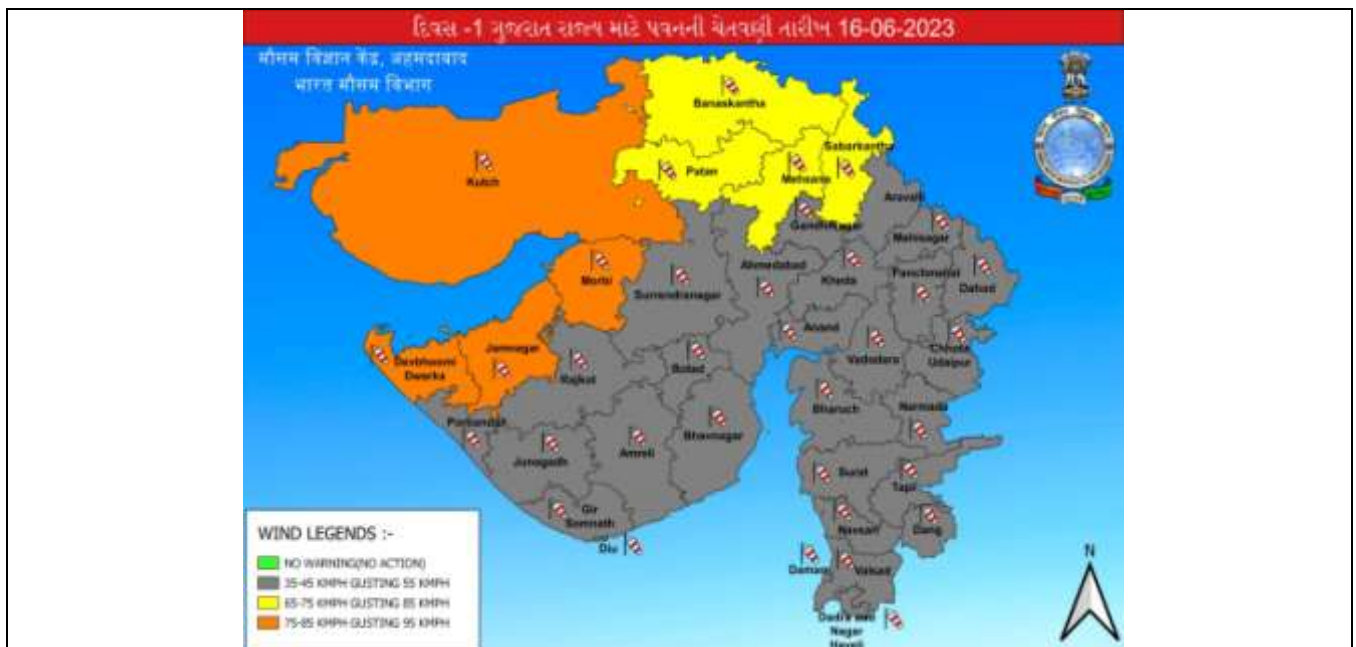 દિવસ -1 ગુજરાત રાજ્ય માટે પવનની ચેતવણી તારીખ 16-06-2023
मौसम विज्ञान केंद्र, अहमदाबाद
भारत मौसम विभाग
Banaskantha
Sabarkantha
Kutch
Patan
Mehsana
Aravalli
Gandhinagar
Mahisagar
Morbi
Surrendranagar
Ahmedabad
Kheda
Panchmahal
Dahod
Devbhoomi
Dwarka
Jamnagar
Rajkot
Botad
Anand
Vadodara
Chhota
Udaipur
Porbandar
Junagadh
Amreli
Bhavnagar
Bharuch
Narmada
Surat
Tapi
Gir
Somnath
Diu
Navsari
Dang
Daman
Valsad
Dadra and
Nagar
Haveli
WIND LEGENDS :-
NO WARNING(NO ACTION)
35-45 KMPH GUSTING 55 KMPH
65-75 KMPH GUSTING 85 KMPH
75-85 KMPH GUSTING 95 KMPH
N